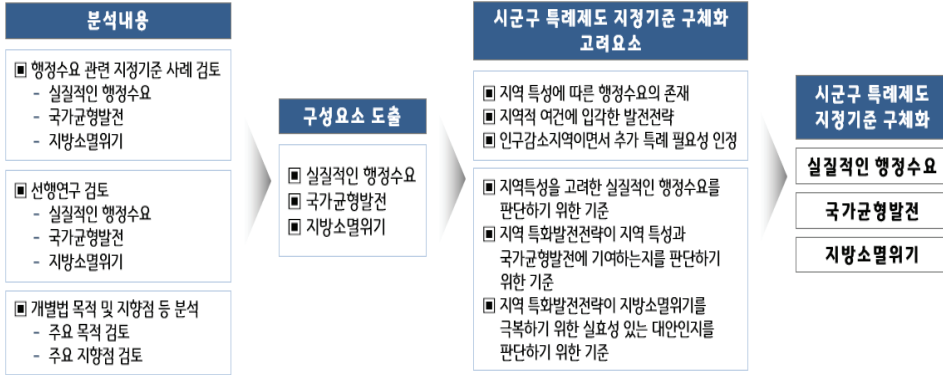 분석내용
▣ 행정수요 관련 지정기준 사례 검토
- 실질적인 행정수요
- 국가균형발전
- 지방소멸위기
▣ 선행연구 검토
- 실질적인 행정수요
- 국가균형발전
- 지방소멸위기
▣ 개별법 목적 및 지향점 등 분석
- 주요 목적 검토
- 주요 지향점 검토
구성요소 도출
▣ 실질적인 행정수요
▣ 국가균형발전
▣ 지방소멸위기
시군구 특례제도 지정기준 구체화
고려요소
▣ 지역 특성에 따른 행정수요의 존재
▣ 지역적 여건에 입각한 발전전략
▣ 인구감소지역이면서 추가 특례 필요성 인정
▣ 지역특성을 고려한 실질적인 행정수요를
판단하기 위한 기준
▣ 지역 특화발전전략이 지역 특성과
국가균형발전에 기여하는지를 판단하기
위한 기준
▣ 지역 특화발전전략이 지방소멸위기를
극복하기 위한 실효성 있는 대안인지를
판단하기 위한 기준
시군구 특례제도
지정기준 구체화
실질적인 행정수요
국가균형발전
지방소멸위기